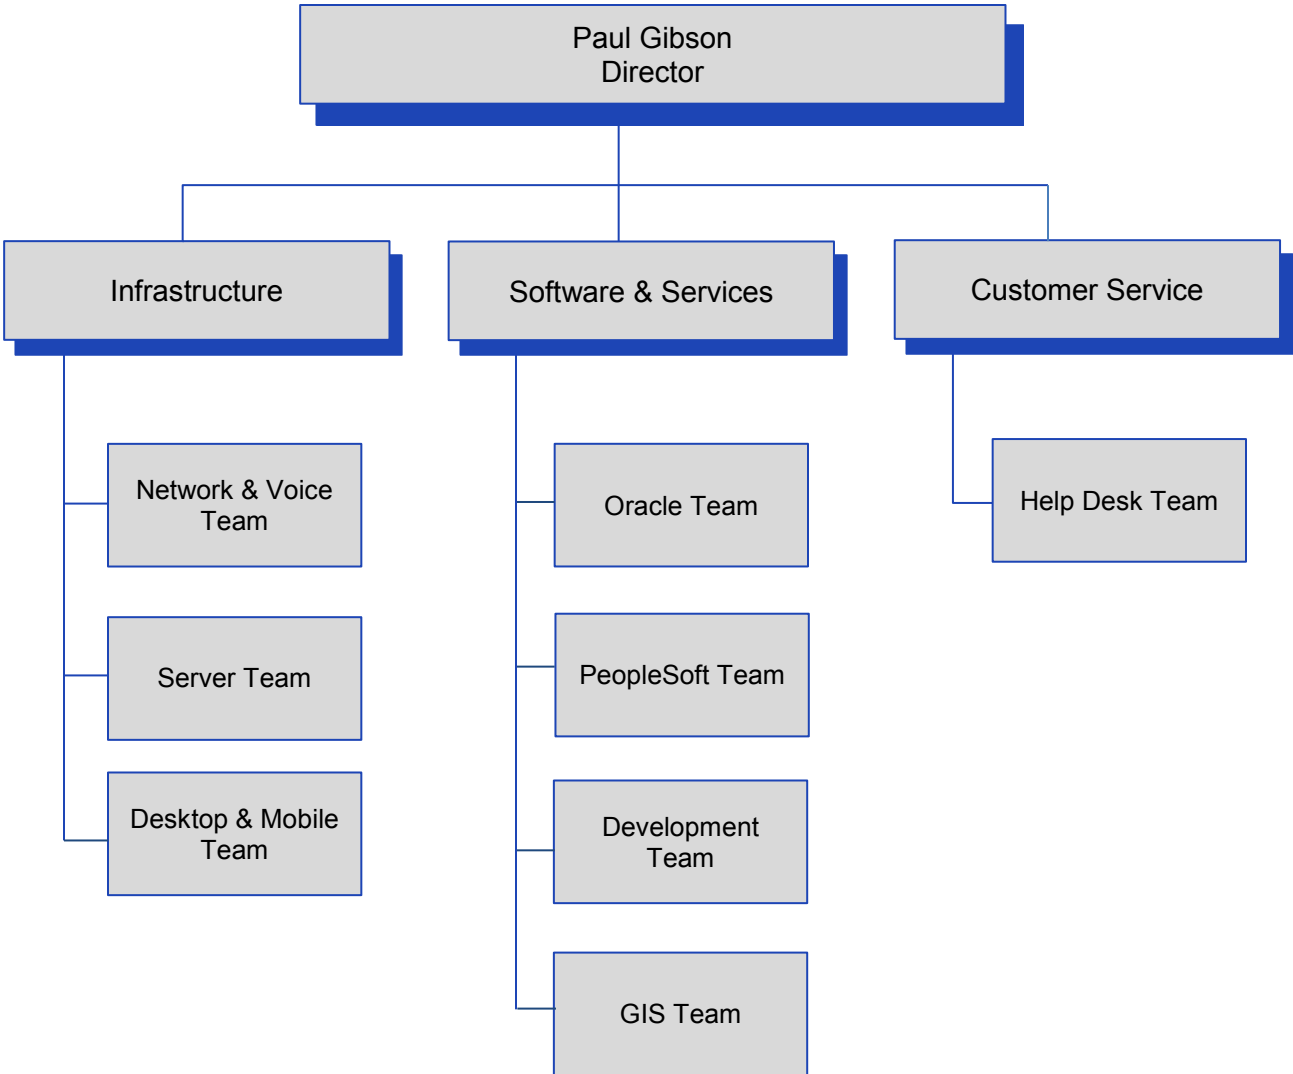 Paul Gibson
Director
Infrastructure
Software & Services
Customer Service
Network & Voice
Team
Server Team
Desktop & Mobile
Team
Oracle Team
PeopleSoft Team
Development
Team
GIS Team
Help Desk Team